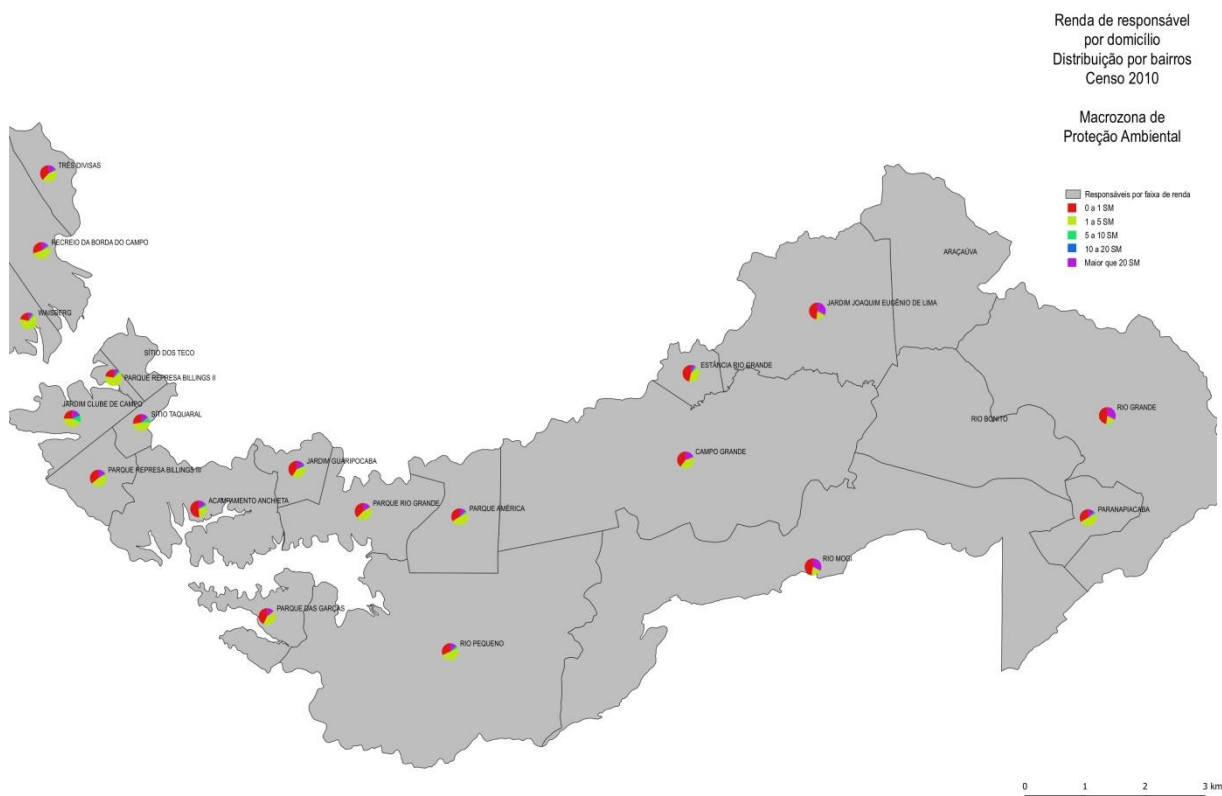 Renda de responsável
por domicílio
Distribuição por bairros
Censo 2010
Macrozona de
Proteção Ambiental
Responsáveis por faixa de renda
0 a 1 SM
1 a 5 SM
5 a 10 SM
10 a 20 SM
Maior que 20 SM
TRÊS DIVISAS
RECREIO DA BORDA DO CAMPO
WAISBERG
SÍTIO DOS TECO
PARQUE REPRESA BILLINGS II
JARDIM CLUBE DE CAMPO
SÍTIO TAQUARAL
PARQUE REPRESA BILLINGS III
ACAMPAMENTO ANCHIETA
JARDIM GUARIPOCABA
PARQUE RIO GRANDE
PARQUE AMÉRICA
PARQUE DAS GARÇAS
RIO PEQUENO
ESTÂNCIA RIO GRANDE
CAMPO GRANDE
JARDIM JOAQUIM EUGÊNIO DE LIMA
ARAÇAÚVA
RIO BONITO
RIO GRANDE
PARANAPIACABA
RIO MOGI
0 1 2 3 km